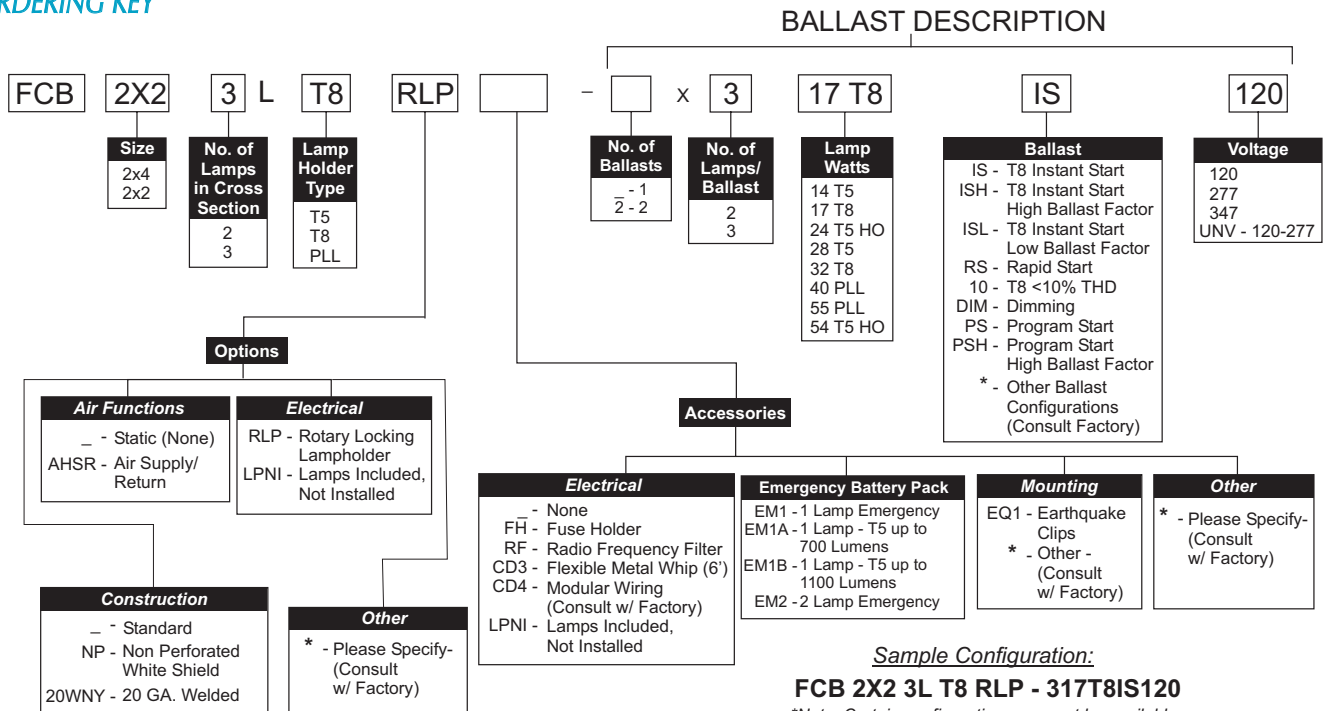 RDERING KEY
BALLAST DESCRIPTION
FCB 2X2 3 L T8 RLP - x 3 17 T8 IS 120
Size
2x4
2x2
No. of
Lamps
in Cross
Section
2
3
Lamp
Holder
Type
T5
T8
PLL
No. of
Ballasts
_ - 1
2 - 2
No. of
Lamps/
Ballast
2
3
Lamp
Watts
14 T5
17 T8
24 T5 HO
28 T5
32 T8
40 PLL
55 PLL
54 T5 HO
Ballast
IS - T8 Instant Start
ISH - T8 Instant Start
High Ballast Factor
ISL - T8 Instant Start
Low Ballast Factor
RS - Rapid Start
10 - T8 <10% THD
DIM - Dimming
PS - Program Start
PSH - Program Start
High Ballast Factor
* - Other Ballast
Configurations
(Consult Factory)
Voltage
120
277
347
UNV - 120-277
Options
Air Functions
_ - Static (None)
AHSR - Air Supply/
Return
Electrical
RLP - Rotary Locking
Lampholder
LPNI - Lamps Included,
Not Installed
Construction
_ - Standard
NP - Non Perforated
White Shield
20WNY - 20 GA. Welded
Other
* - Please Specify-
(Consult
w/ Factory)
Accessories
Electrical
_ - None
FH - Fuse Holder
RF - Radio Frequency Filter
CD3 - Flexible Metal Whip (6')
CD4 - Modular Wiring
(Consult w/ Factory)
LPNI - Lamps Included,
Not Installed
Emergency Battery Pack
EM1 - 1 Lamp Emergency
EM1A - 1 Lamp - T5 up to
700 Lumens
EM1B - 1 Lamp - T5 up to
1100 Lumens
EM2 - 2 Lamp Emergency
Mounting
EQ1 - Earthquake
Clips
* - Other -
(Consult
w/ Factory)
Other
* - Please Specify-
(Consult
w/ Factory)
Sample Configuration:
FCB 2X2 3L T8 RLP - 317T8IS120